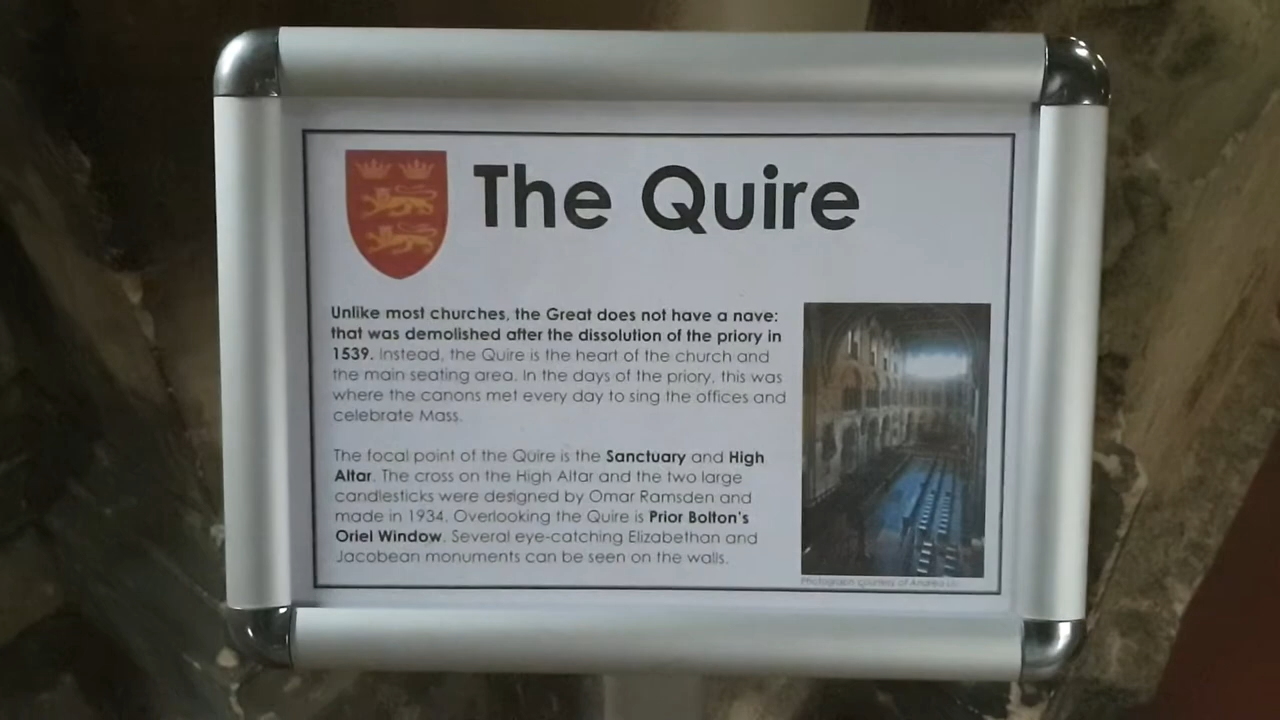 The Quire
Unlike most churches, the Great does not have a nave:
that was demolished after the dissolution of the priory in
1539. Instead, the Quire is the heart of the church and
the main seating area. In the days of the priory, this was
where the canons met every day to sing the offices and
celebrate Mass.
The focal point of the Quire is the Sanctuary and High
Altar. The cross on the High Altar and the two large
candlesticks were designed by Omar Ramsden and
made in 1934. Overlooking the Quire is Prior Bolton's
Oriel Window. Several eye-catching Elizabethan and
Jacobean monuments can be seen on the walls.
Photograph courtesy of Andrea